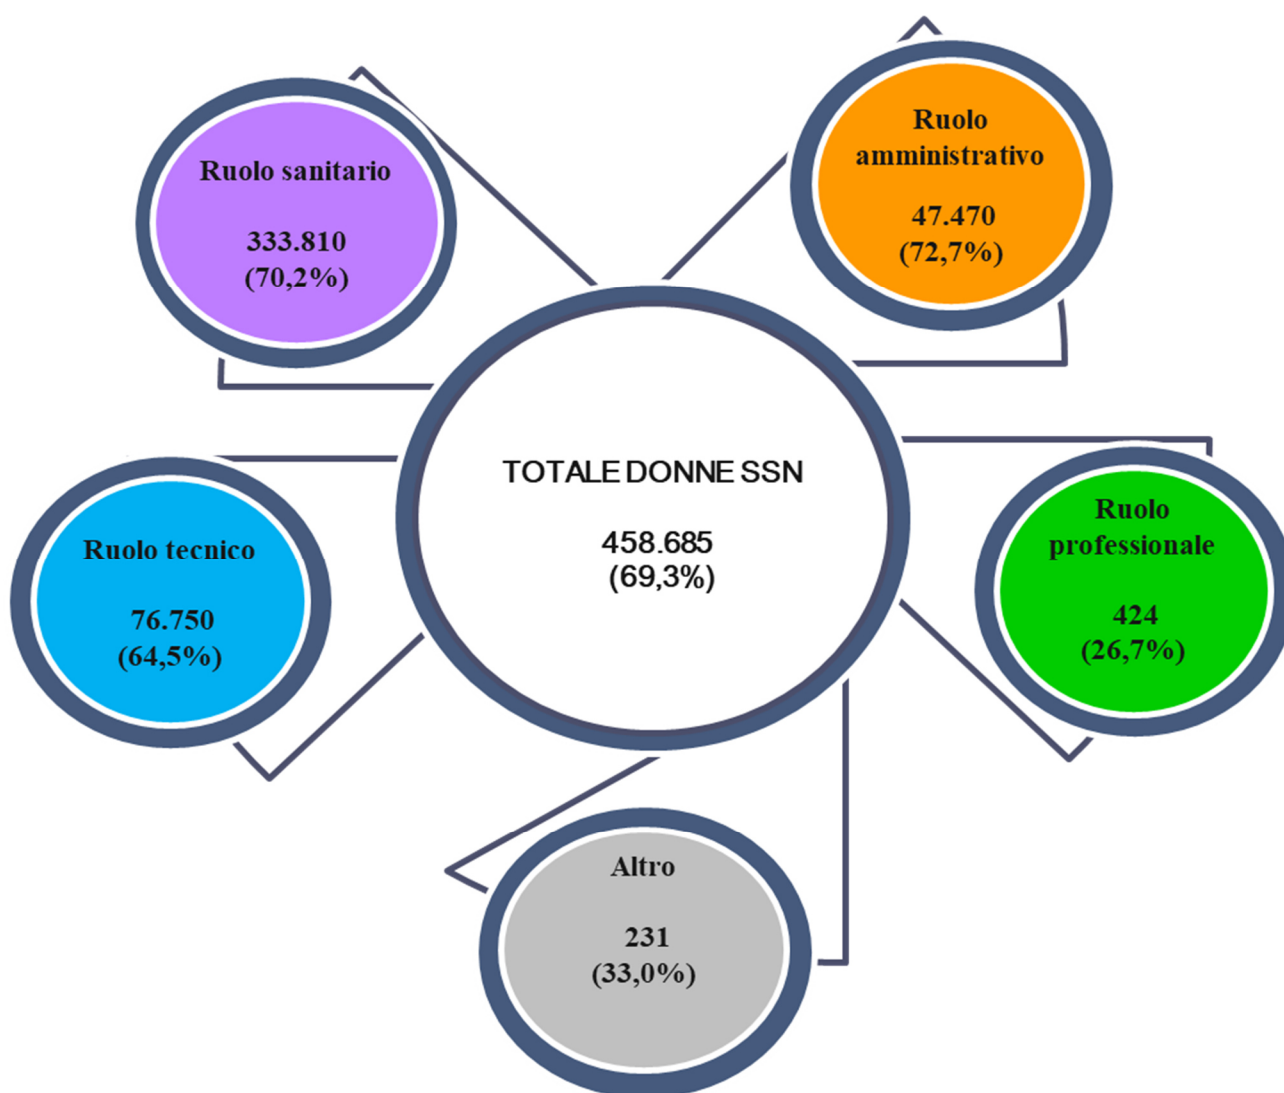 Ruolo sanitario
333.810
(70,2%)
Ruolo
amministrativo
47.470
(72,7%)
TOTALE DONNE SSN
458.685
(69,3%)
Ruolo tecnico
76.750
(64,5%)
Ruolo
professionale
424
(26,7%)
Altro
231
(33,0%)